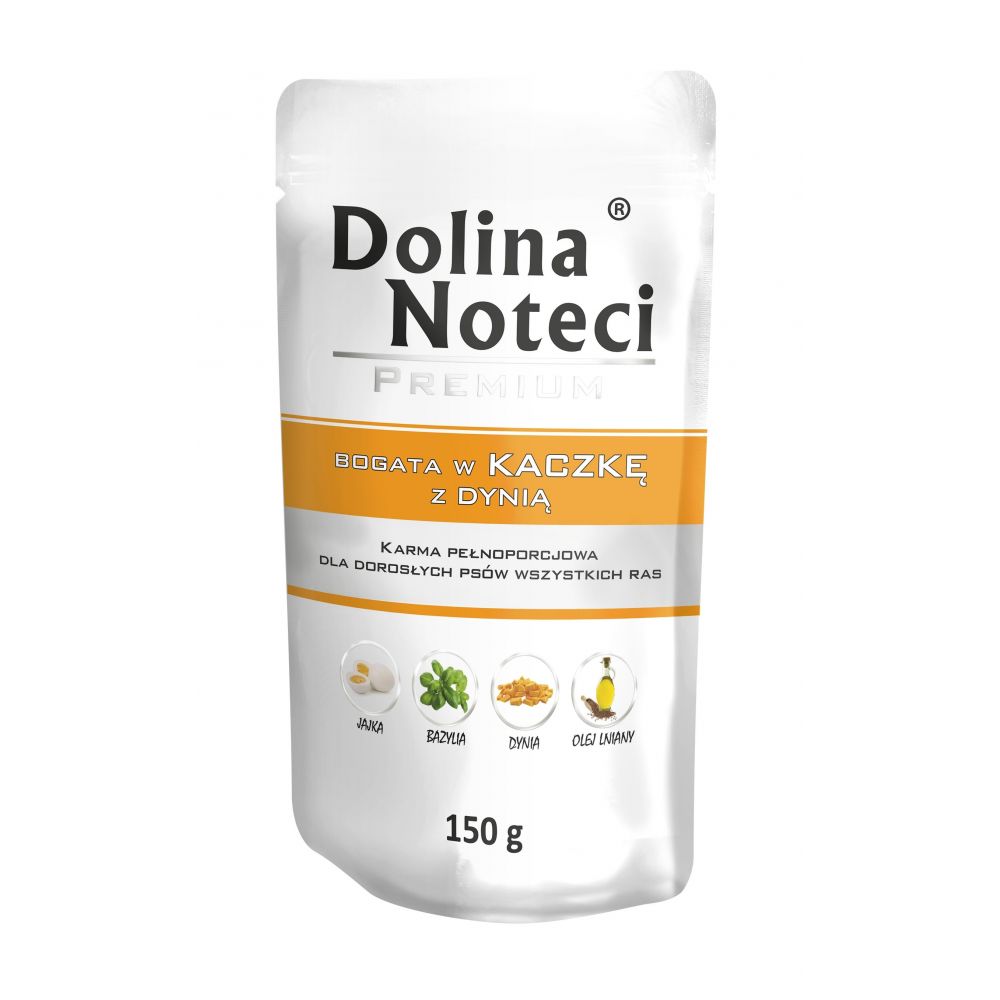 Dolina ®
Noteci
PREMIUM
BOGATA W KACZKĘ
Z DYNIĄ
KARMA PEŁNOPORCJOWA
DLA DOROSŁYCH PSÓW WSZYSTKICH RAS
JAJKA
BAZYLIA
DYNIA
OLEJ LNIANY
150 g